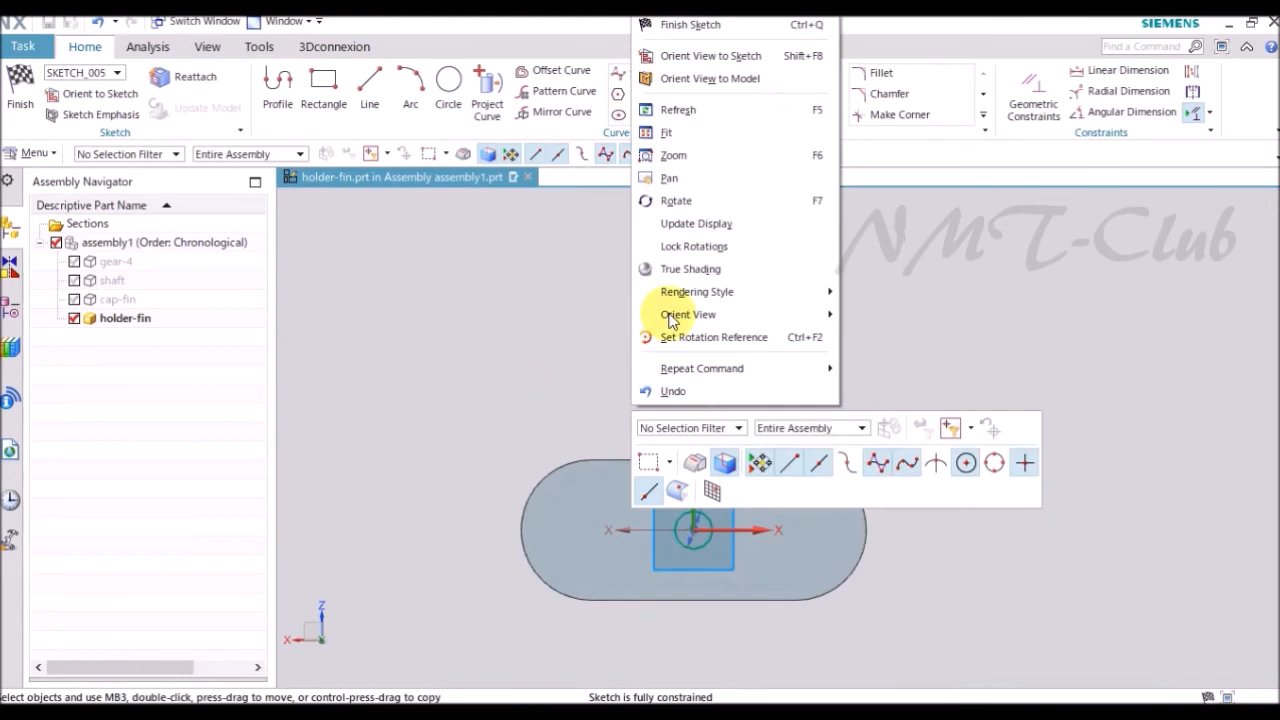 NX
Switch Window
Window
SIEMENS
Task
Home
Analysis
View
Tools
3Dconnexion
Find a Command
Finish
SKETCH_005
Orient to Sketch
Sketch Emphasis
Reattach
Update Model
Sketch
Profile
Rectangle
Line
Arc
Circle
Project
Curve
Offset Curve
Pattern Curve
Mirror Curve
Curve
Fillet
Chamfer
Make Corner
Geometric
Constraints
Linear Dimension
Radial Dimension
Angular Dimension
Constraints
Menu
No Selection Filter
Entire Assembly
Assembly Navigator
holder-fin.prt in Assembly assembly1.prt
Descriptive Part Name
Sections
assembly1 (Order: Chronological)
gear-4
shaft
cap-fin
holder-fin
Finish Sketch Ctrl+Q
Orient View to Sketch Shift+F8
Orient View to Model
Refresh F5
Fit
Zoom F6
Pan
Rotate F7
Update Display
Lock Rotations
True Shading
Rendering Style
Orient View
Set Rotation Reference Ctrl+F2
Repeat Command
Undo
No Selection Filter
Entire Assembly
NMT-Club
X
X
Z
X
elect objects and use MB3, double-click, press-drag to move, or control-press-drag to copy
Sketch is fully constrained